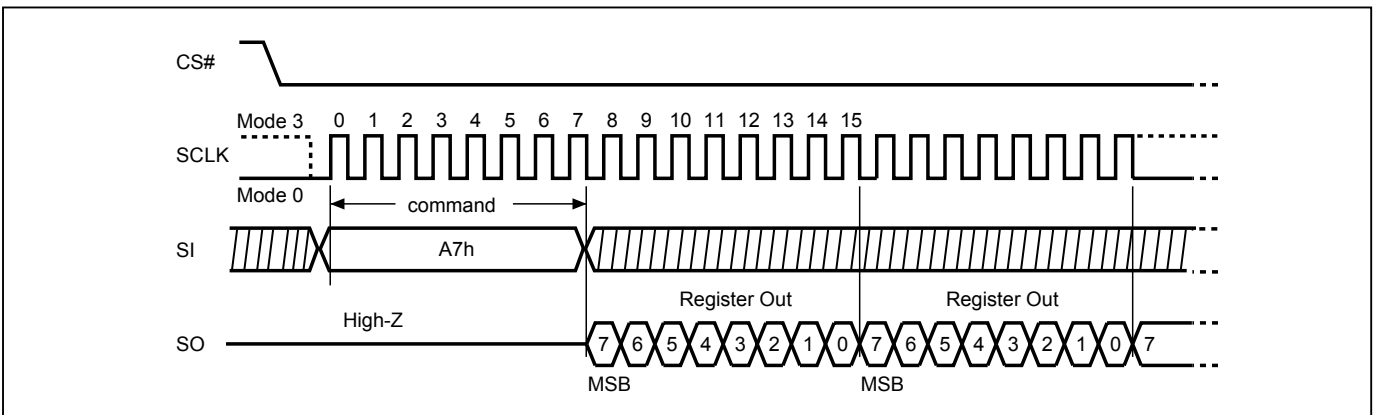 CS#
Mode 3 0 1 2 3 4 5 6 7 8 9 10 11 12 13 14 15
SCLK
Mode 0
command
SI A7h
Register Out Register Out
High-Z
SO 7 6 5 4 3 2 1 0 7 6 5 4 3 2 1 0 7
MSB MSB